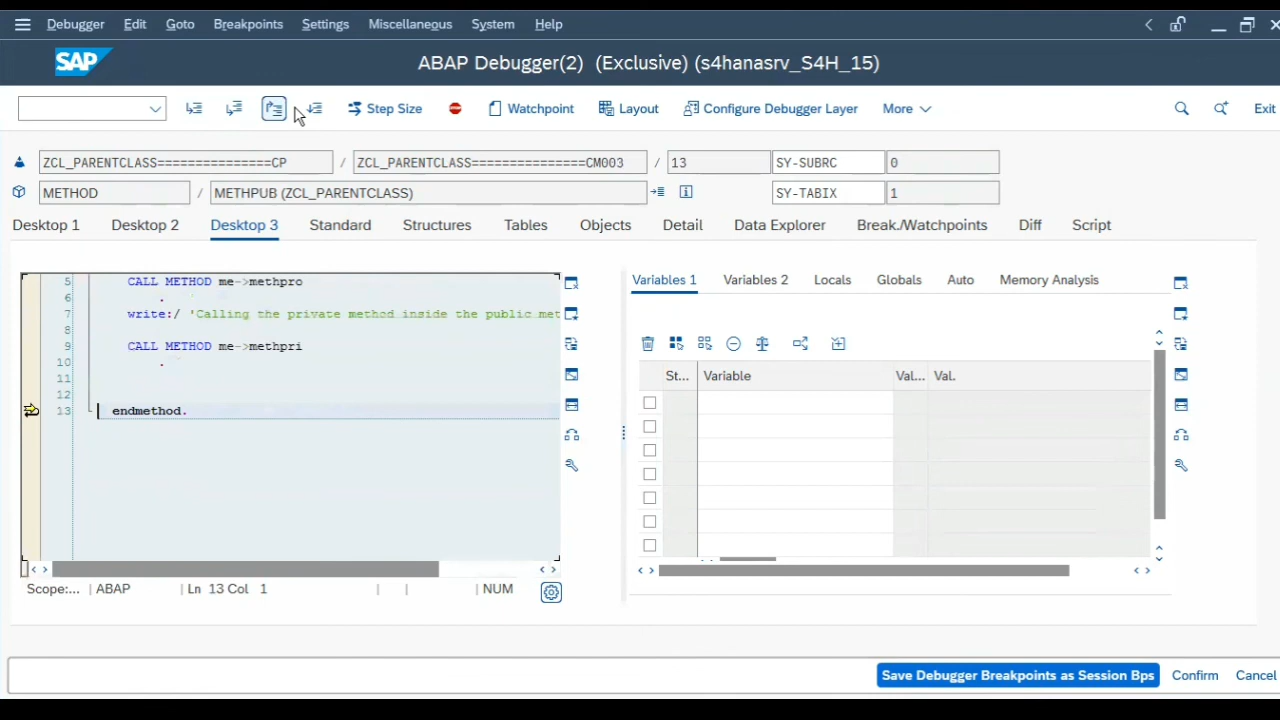 Debugger Edit Goto Breakpoints Settings Miscellaneous System Help
SAP ABAP Debugger(2) (Exclusive) (s4hanasrv_S4H_15)
Step Size Watchpoint Layout Configure Debugger Layer More Exit
ZCL_PARENTCLASS===============CP / ZCL_PARENTCLASS===============CM003 / 13 SY-SUBRC 0
METHOD / METHPUB (ZCL_PARENTCLASS) SY-TABIX 1
Desktop 1 Desktop 2 Desktop 3 Standard Structures Tables Objects Detail Data Explorer Break./Watchpoints Diff Script
Variables 1 Variables 2 Locals Globals Auto Memory Analysis
5 CALL METHOD me->methpro
6 .
7 write:/ 'Calling the private method inside the public met
8
9 CALL METHOD me->methpri
10 .
11
12
13 endmethod.
St... Variable Val... Val.
Scope:... ABAP Ln 13 Col 1 NUM
Save Debugger Breakpoints as Session Bps Confirm Cancel